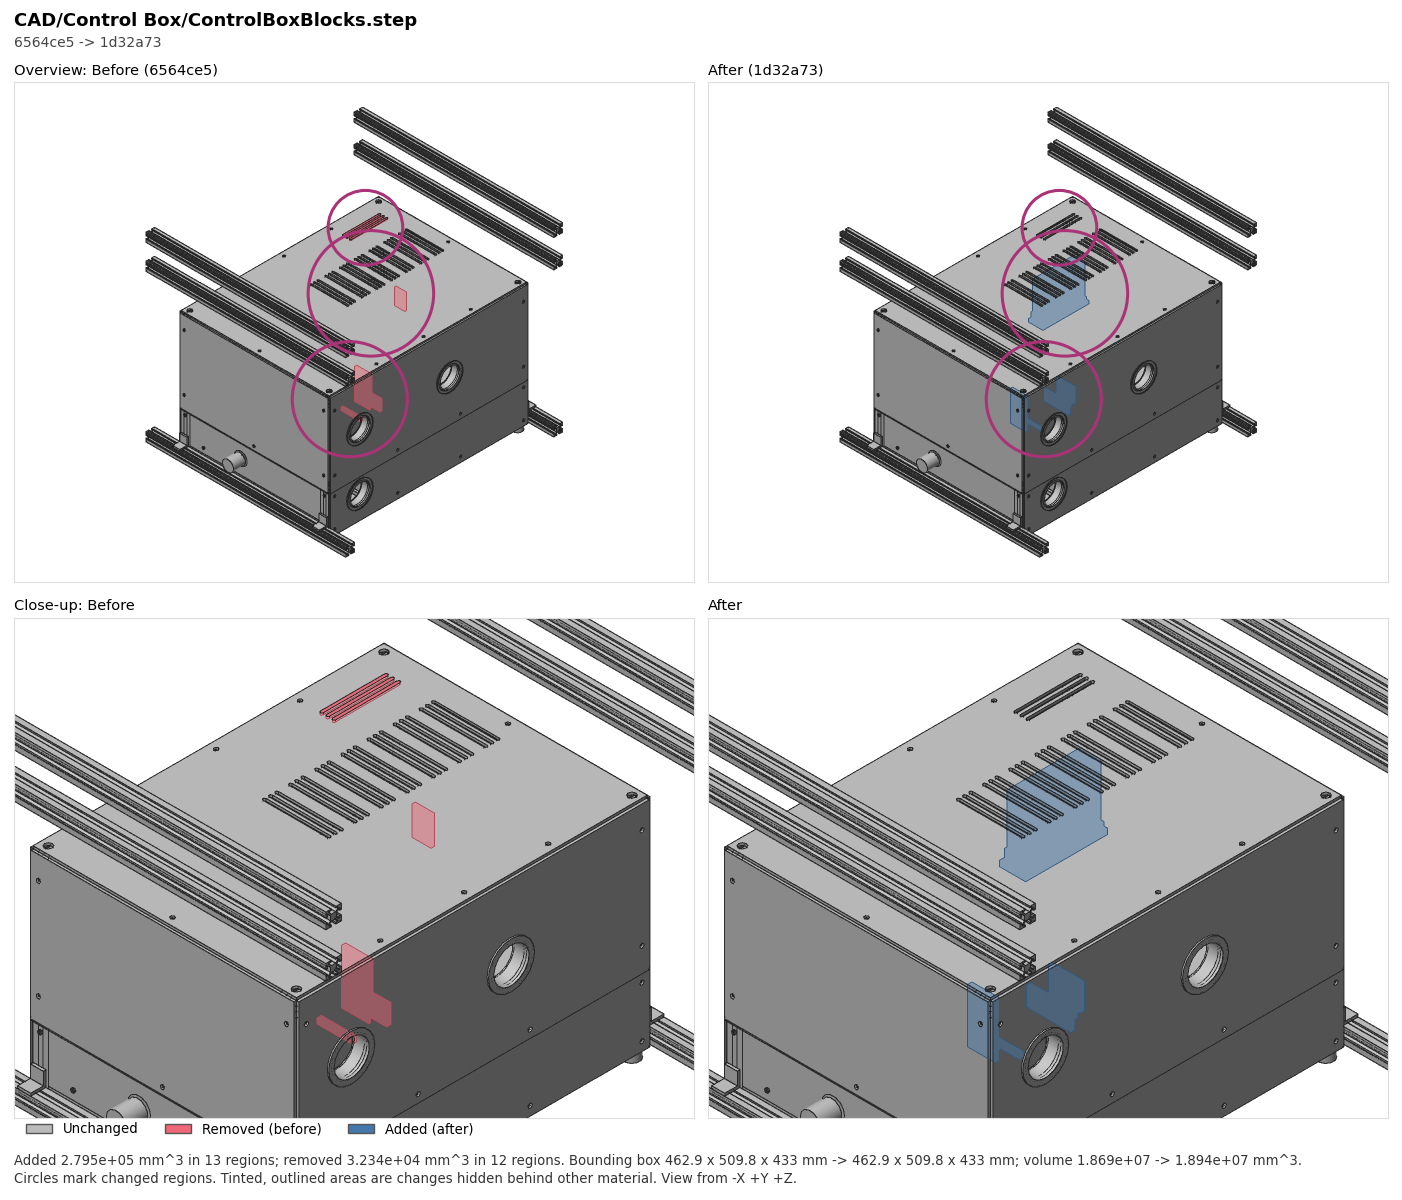 CAD/Control Box/ControlBoxBlocks.step
6564ce5 -> 1d32a73
Overview: Before (6564ce5)
After (1d32a73)
Close-up: Before
After
Unchanged
Removed (before)
Added (after)
Added 2.795e+05 mm^3 in 13 regions; removed 3.234e+04 mm^3 in 12 regions. Bounding box 462.9 x 509.8 x 433 mm -> 462.9 x 509.8 x 433 mm; volume 1.869e+07 -> 1.894e+07 mm^3.
Circles mark changed regions. Tinted, outlined areas are changes hidden behind other material. View from -X +Y +Z.